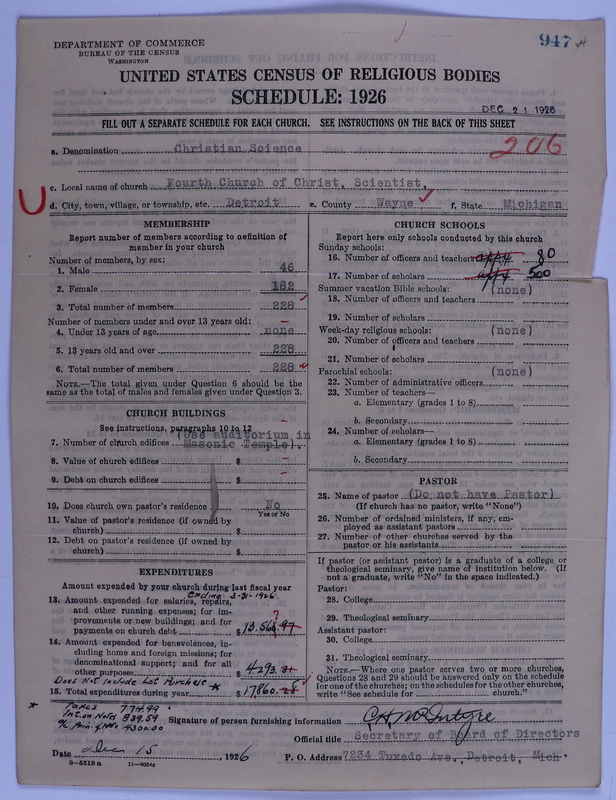 DEPARTMENT OF COMMERCE
BUREAU OF THE CENSUS
WASHINGTON
947
UNITED STATES CENSUS OF RELIGIOUS BODIES
SCHEDULE: 1926
DEC 21 1926
FILL OUT A SEPARATE SCHEDULE FOR EACH CHURCH. SEE INSTRUCTIONS ON THE BACK OF THIS SHEET
206
a. Denomination Christian Science
c. Local name of church Fourth Church of Christ, Scientist,
d. City, town, village, or township, etc. Detroit e. County Wayne f. State Michigan
MEMBERSHIP
Report number of members according to definition of
member in your church
Number of members, by sex:
1. Male 46
2. Female 182
3. Total number of members 228
Number of members under and over 13 years old:
4. Under 13 years of age none
5. 13 years old and over 228
6. Total number of members 228
NOTE.—The total given under Question 6 should be the
same as the total of males and females given under Question 3.
CHURCH BUILDINGS
See instructions, paragraphs 10 to 12
(Use auditorium in
7. Number of church edifices Masonic Temple).
8. Value of church edifices $
9. Debt on church edifices $
10. Does church own pastor's residence? No
Yes or No
11. Value of pastor's residence (if owned by
church) $
12. Debt on pastor's residence (if owned by
church) $
EXPENDITURES
Amount expended by your church during last fiscal year
Ending 3-31-1926
13. Amount expended for salaries, repairs,
and other running expenses; for im-
provements or new buildings; and for
payments on church debt $ 13.566.97
14. Amount expended for benevolences, in-
cluding home and foreign missions; for
denominational support; and for all
other purposes $ 4293.31
Does Not Include Lot Purchase *
15. Total expenditures during year $ 17860.28
* Taxes 774.99
Int. on Notes 839.59
4300.00
CHURCH SCHOOLS
Report here only schools conducted by this church
Sunday schools:
16. Number of officers and teachers appx 80
17. Number of scholars appx 500
Summer vacation Bible schools: (none)
18. Number of officers and teachers
19. Number of scholars
Week-day religious schools: (none)
20. Number of officers and teachers
21. Number of scholars
Parochial schools: (none)
22. Number of administrative officers
23. Number of teachers—
a. Elementary (grades 1 to 8)
b. Secondary
24. Number of scholars—
a. Elementary (grades 1 to 8)
b. Secondary
PASTOR
25. Name of pastor (Do not have Pastor)
(If church has no pastor, write "None")
26. Number of ordained ministers, if any, em-
ployed as assistant pastors
27. Number of other churches served by the
pastor or his assistants
If pastor (or assistant pastor) is a graduate of a college or
theological seminary, give name of institution below. (If
not a graduate, write "No" in the space indicated.)
Pastor:
28. College
29. Theological seminary
Assistant pastor:
30. College
31. Theological seminary
NOTE.—Where one pastor serves two or more churches,
Questions 28 and 29 should be answered only on the schedule
for one of the churches; on the schedules for the other churches,
write "See schedule for church."
Signature of person furnishing information C H McIntyre
Official title Secretary of Board of Directors
Date Dec 15, 1926 P. O. Address 7234 Tuxedo Ave., Detroit, Mich
8—5518 a 11—9051c